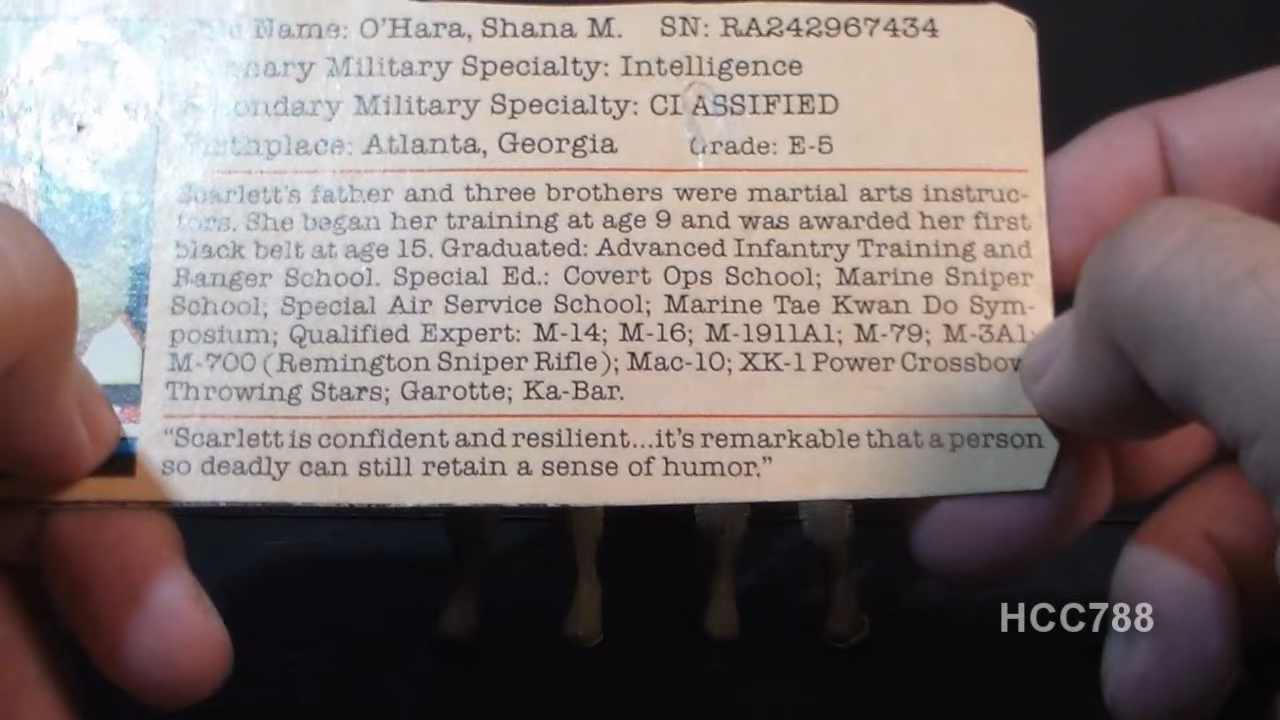 Name: O'Hara, Shana M. SN: RA242967434
Military Specialty: Intelligence
Military Specialty: CLASSIFIED
Birthplace: Atlanta, Georgia Grade: E-5
Scarlett's father and three brothers were martial arts instruc-
tors. She began her training at age 9 and was awarded her first
black belt at age 15. Graduated: Advanced Infantry Training and
Ranger School. Special Ed.: Covert Ops School; Marine Sniper
School; Special Air Service School; Marine Tae Kwan Do Sym-
posium; Qualified Expert: M-14; M-16; M-1911A1; M-79; M-3A1;
M-700 (Remington Sniper Rifle); Mac-10; XK-1 Power Crossbow
Throwing Stars; Garotte; Ka-Bar.
"Scarlett is confident and resilient...it's remarkable that a person
so deadly can still retain a sense of humor."
HCC788